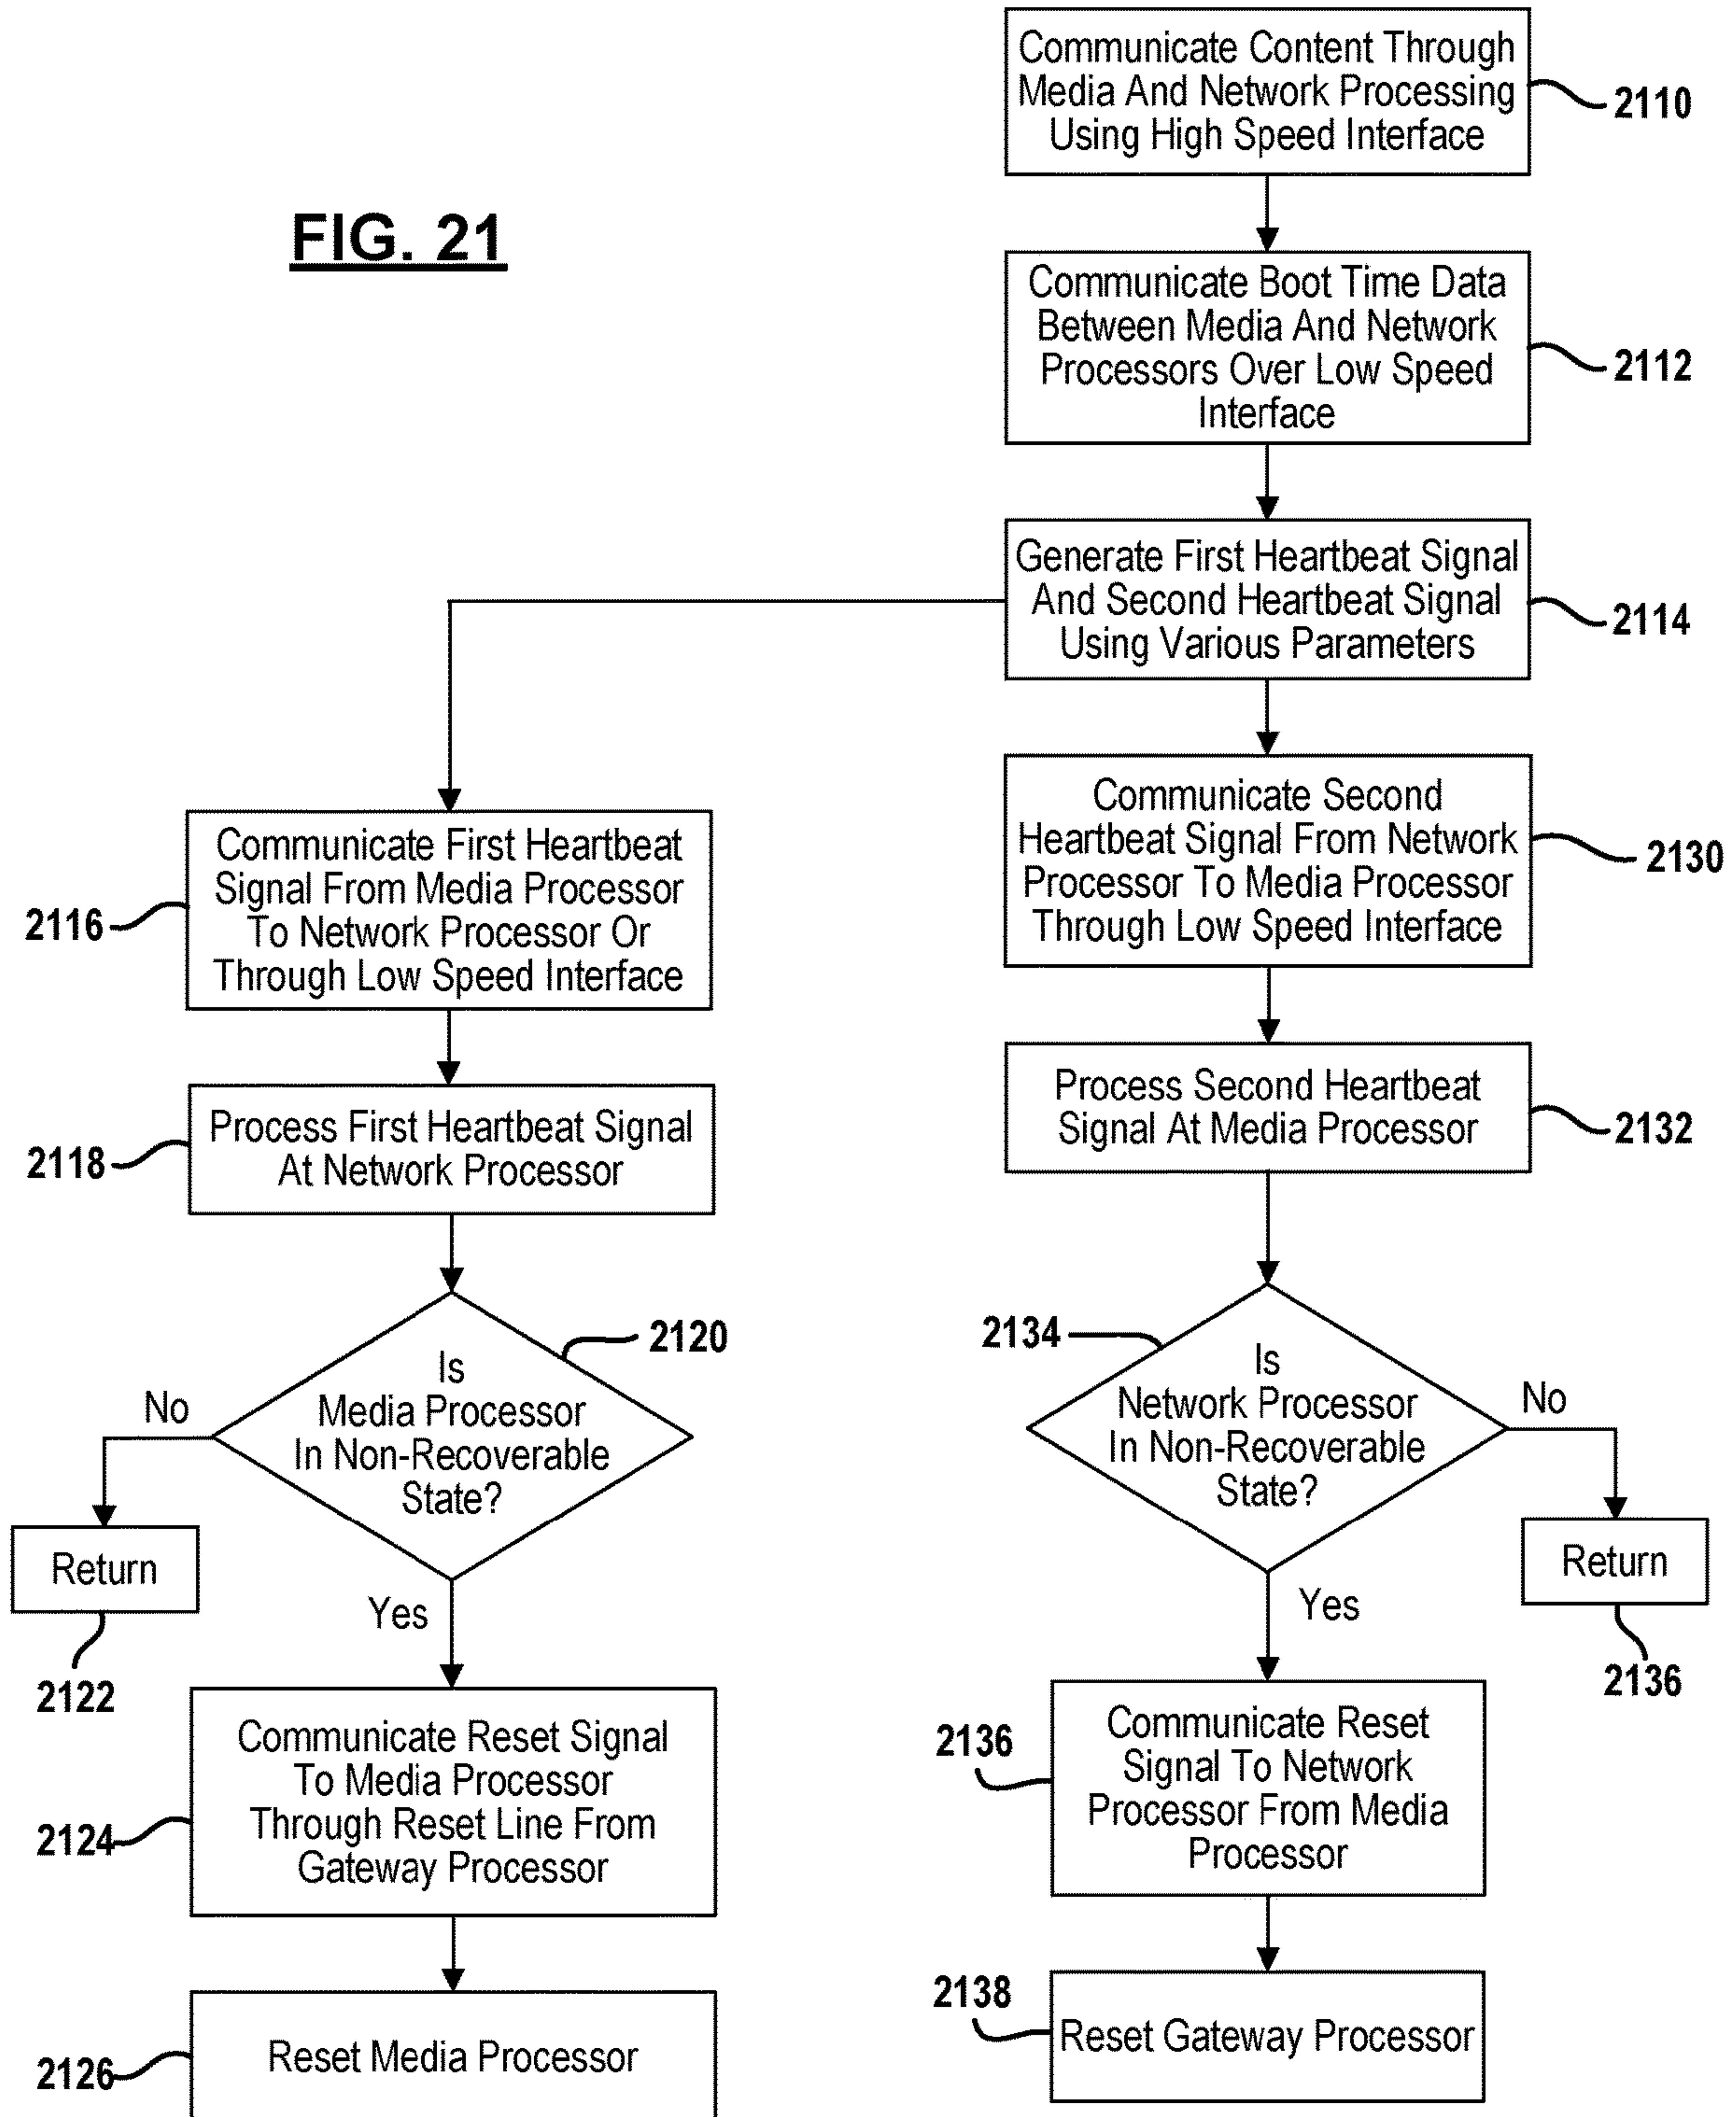 FIG. 21
Communicate Content Through
Media And Network Processing
Using High Speed Interface
2110
Communicate Boot Time Data
Between Media And Network
Processors Over Low Speed
Interface
2112
Generate First Heartbeat Signal
And Second Heartbeat Signal
Using Various Parameters
2114
Communicate First Heartbeat
Signal From Media Processor
To Network Processor Or
Through Low Speed Interface
2116
Process First Heartbeat Signal
At Network Processor
2118
Is
Media Processor
In Non-Recoverable
State?
2120
No
Return
2122
Yes
Communicate Reset Signal
To Media Processor
Through Reset Line From
Gateway Processor
2124
Reset Media Processor
2126
Communicate Second
Heartbeat Signal From Network
Processor To Media Processor
Through Low Speed Interface
2130
Process Second Heartbeat
Signal At Media Processor
2132
2134
Is
Network Processor
In Non-Recoverable
State?
No
Return
2136
Yes
2136
Communicate Reset
Signal To Network
Processor From Media
Processor
2138
Reset Gateway Processor